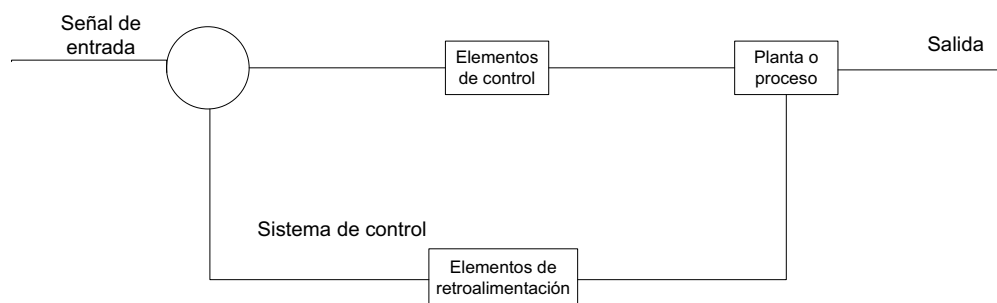 Señal de
entrada
Elementos
de control
Planta o
proceso
Salida
Sistema de control
Elementos de
retroalimentación